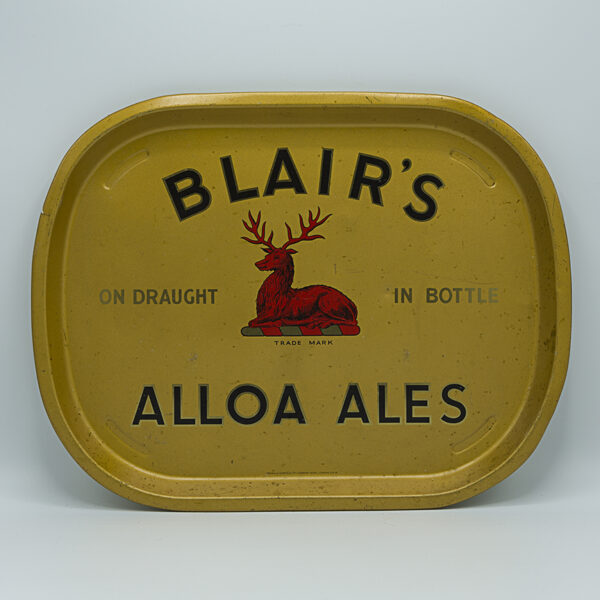 BLAIR'S
ON DRAUGHT
IN BOTTLE
TRADE MARK
ALLOA ALES